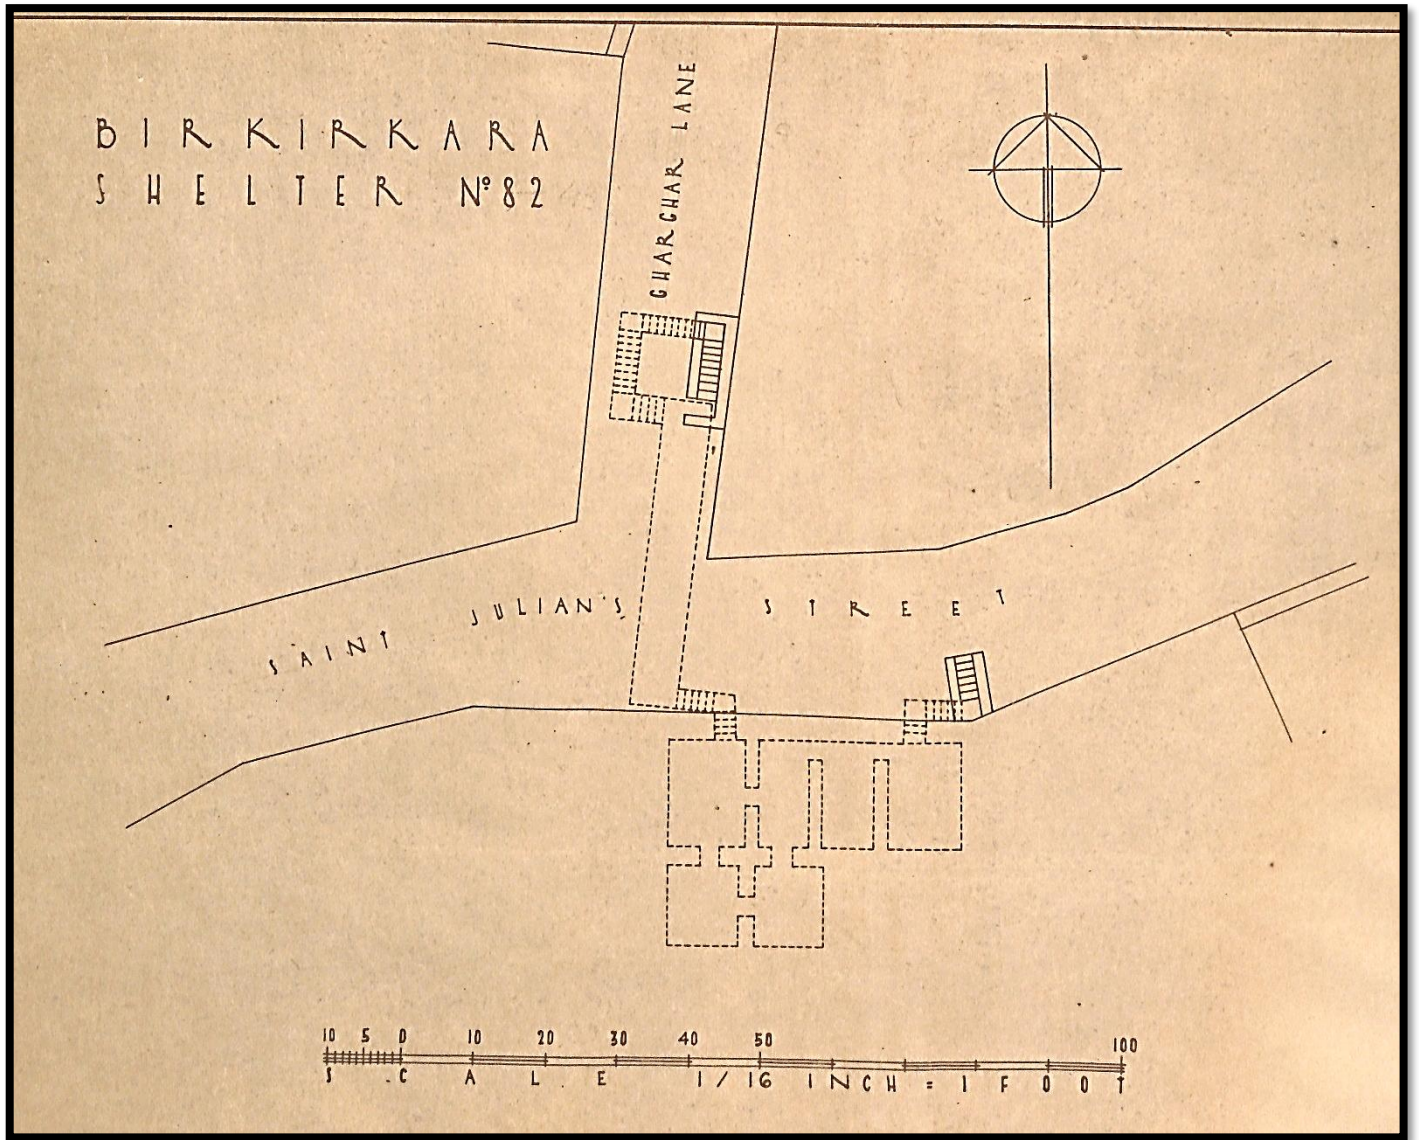 BIRKIRKARA
SHELTER Nº82
GHARGHAR LANE
SAINT JULIAN'S STREET
10 5 0 10 20 30 40 50 100
SCALE 1/16 INCH = 1 FOOT